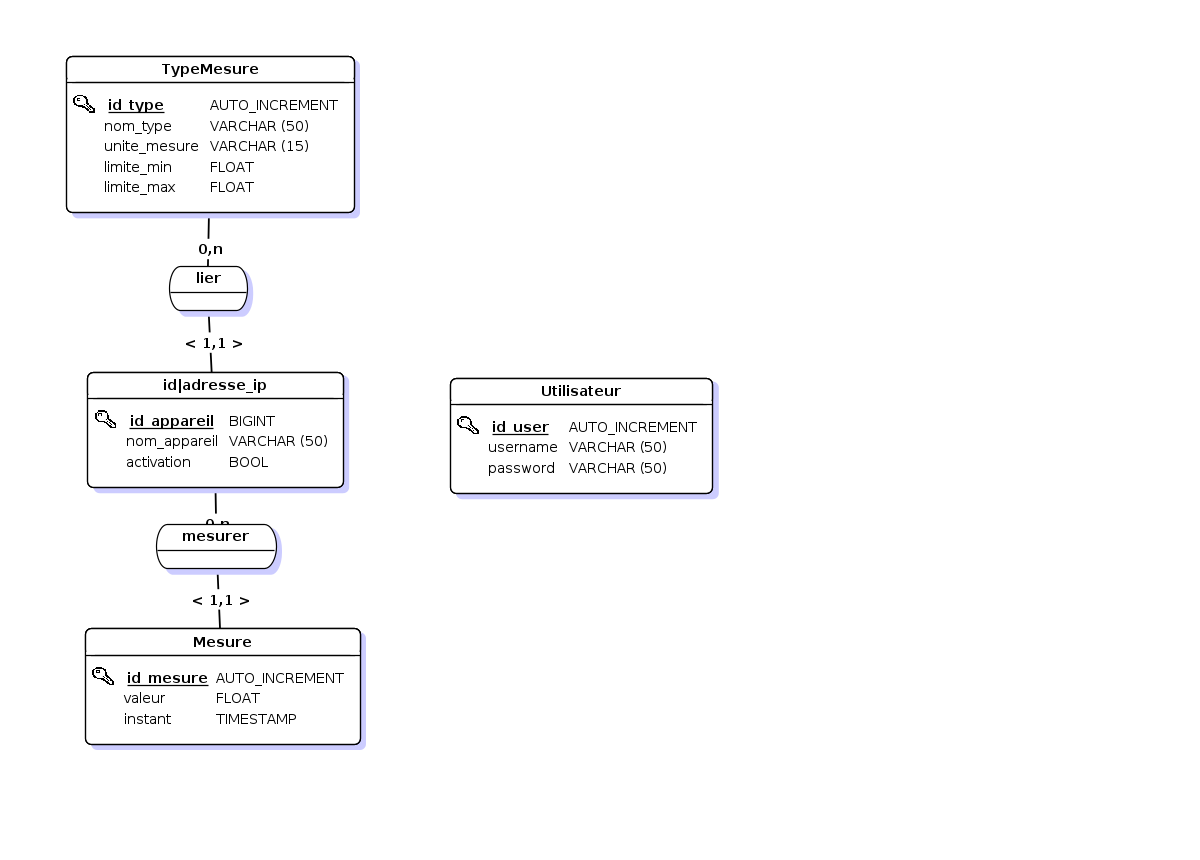 TypeMesure
id_type AUTO_INCREMENT
nom_type VARCHAR (50)
unite_mesure VARCHAR (15)
limite_min FLOAT
limite_max FLOAT
0,n
lier
< 1,1 >
id|adresse_ip
id_appareil BIGINT
nom_appareil VARCHAR (50)
activation BOOL
Utilisateur
id_user AUTO_INCREMENT
username VARCHAR (50)
password VARCHAR (50)
0,n
mesurer
< 1,1 >
Mesure
id_mesure AUTO_INCREMENT
valeur FLOAT
instant TIMESTAMP